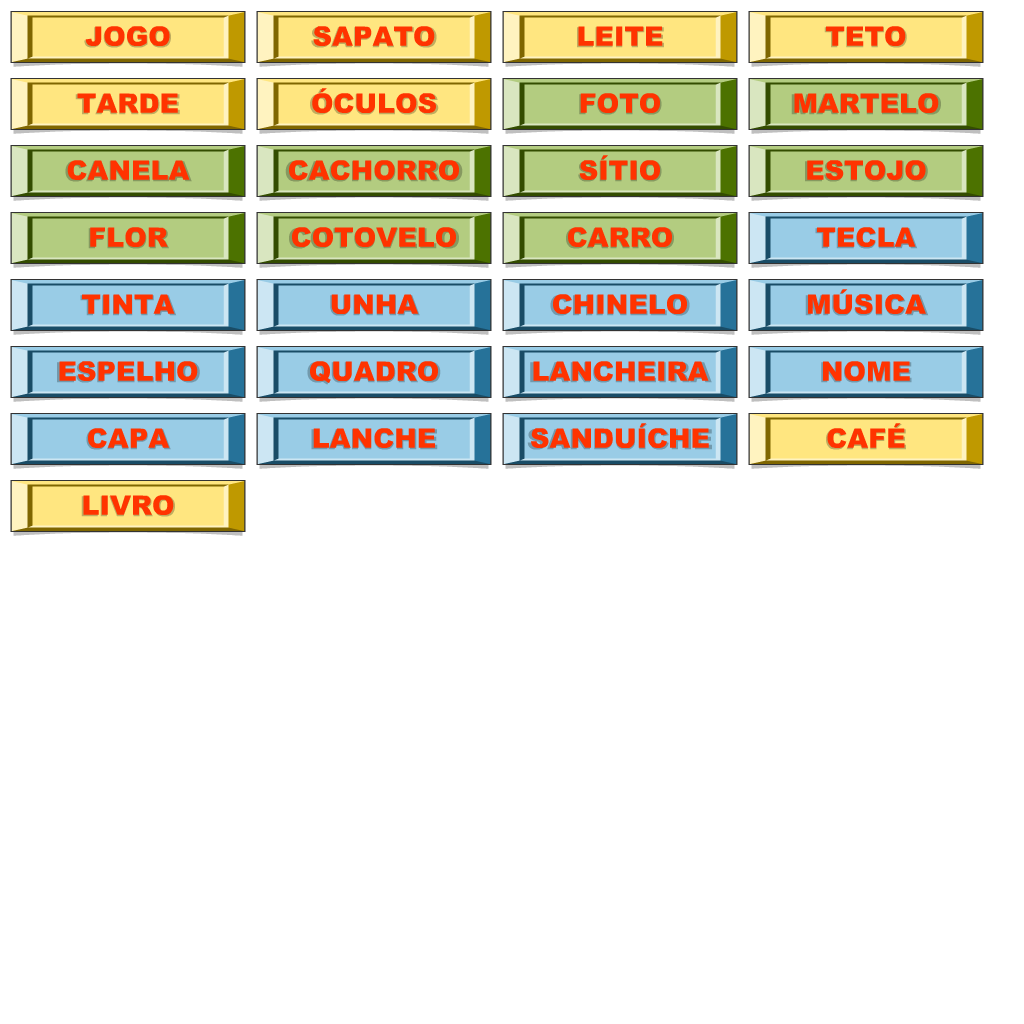 JOGO SAPATO LEITE TETO
TARDE ÓCULOS FOTO MARTELO
CANELA CACHORRO SÍTIO ESTOJO
FLOR COTOVELO CARRO TECLA
TINTA UNHA CHINELO MÚSICA
ESPELHO QUADRO LANCHEIRA NOME
CAPA LANCHE SANDUÍCHE CAFÉ
LIVRO